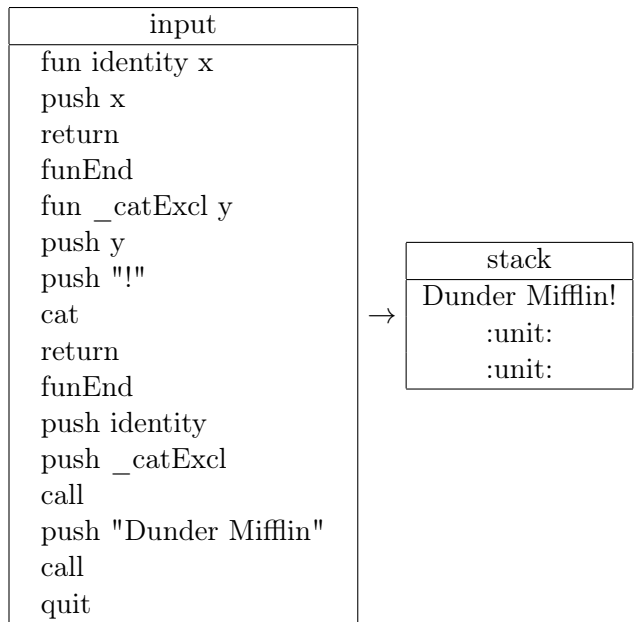 input
fun identity x
push x
return
funEnd
fun _catExcl y
push y
push "!"
cat
return
funEnd
push identity
push _catExcl
call
push "Dunder Mifflin"
call
quit
→
stack
Dunder Mifflin!
:unit:
:unit: